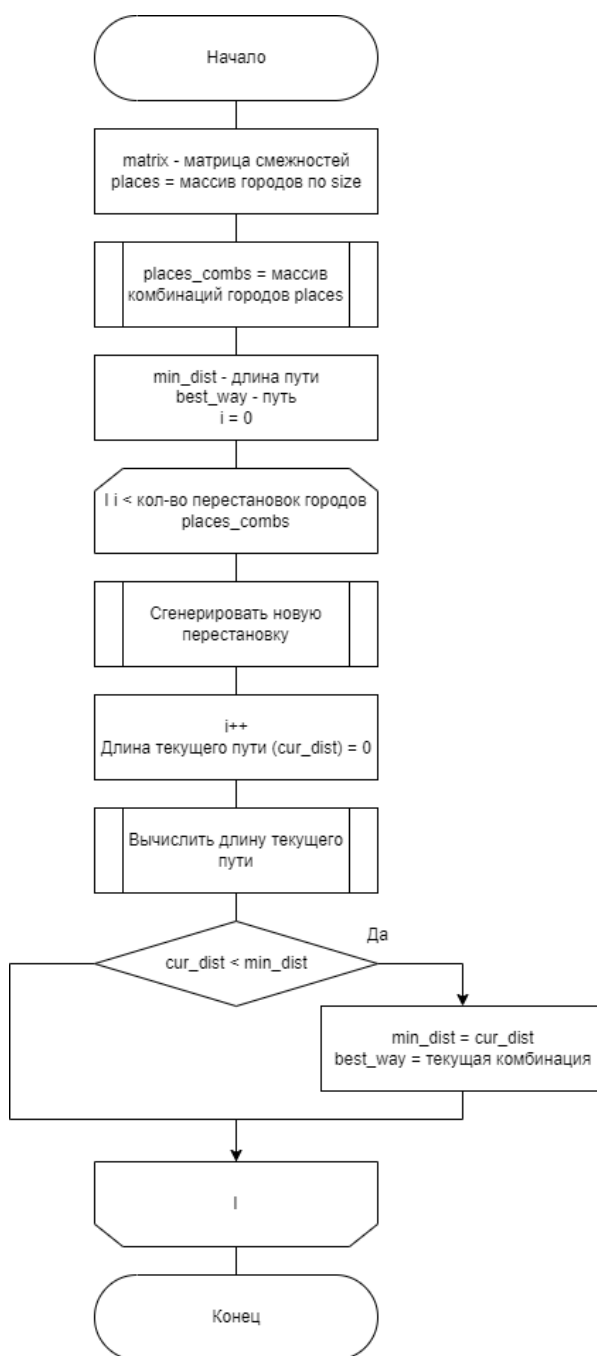 Начало
matrix - матрица смежностей
places = массив городов по size
places_combs = массив
комбинаций городов places
min_dist - длина пути
best_way - путь
i = 0
I i < кол-во перестановок городов
places_combs
Сгенерировать новую
перестановку
i++
Длина текущего пути (cur_dist) = 0
Вычислить длину текущего
пути
Да
cur_dist < min_dist
min_dist = cur_dist
best_way = текущая комбинация
I
Конец